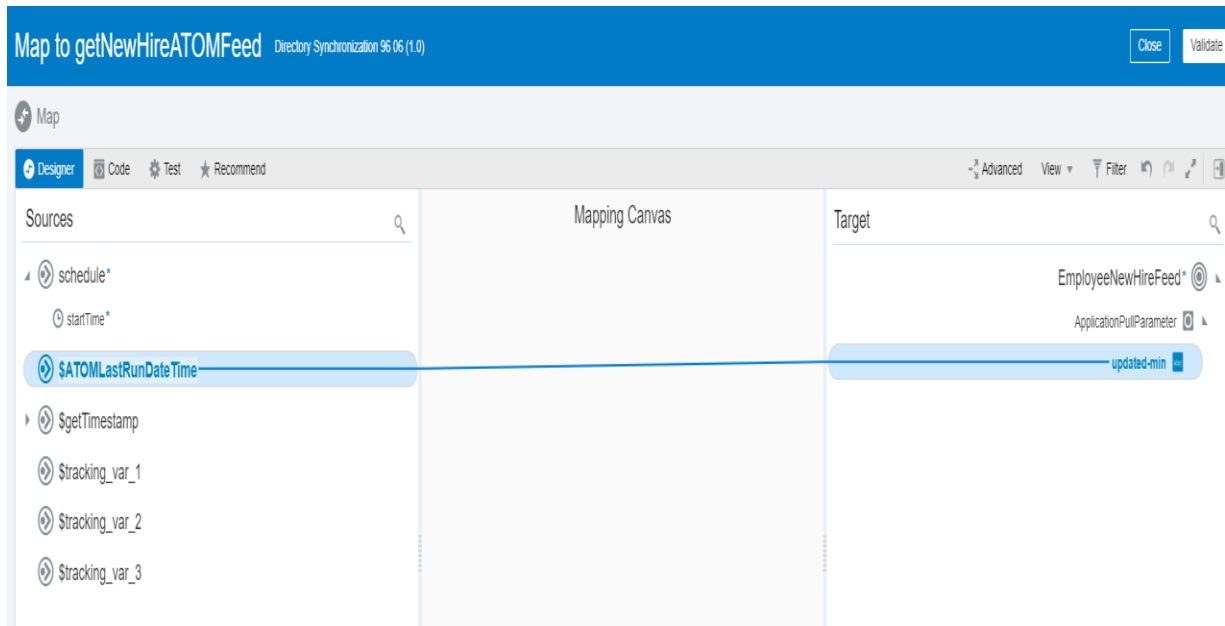 Map to getNewHireATOMFeed Directory Synchronization 96 06 (1.0) Close Validate
Map
Designer Code Test Recommend Advanced View Filter
Sources Mapping Canvas Target
schedule* EmployeeNewHireFeed*
startTime* ApplicationPullParameter
$ATOMLastRunDateTime updated-min
$getTimestamp
$tracking_var_1
$tracking_var_2
$tracking_var_3